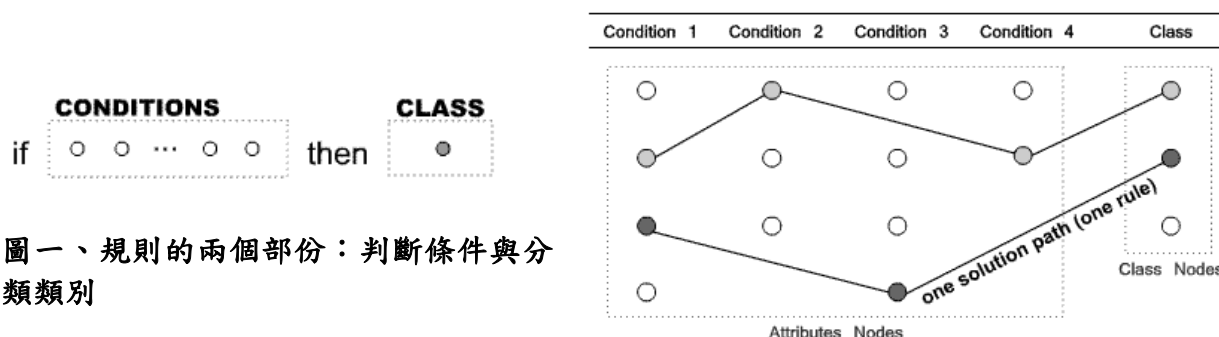 CONDITIONS
CLASS
if
...
then
圖一、規則的兩個部份：判斷條件與分
類類別
Condition 1 Condition 2 Condition 3 Condition 4 Class
one solution path (one rule)
Class Nodes
Attributes Nodes